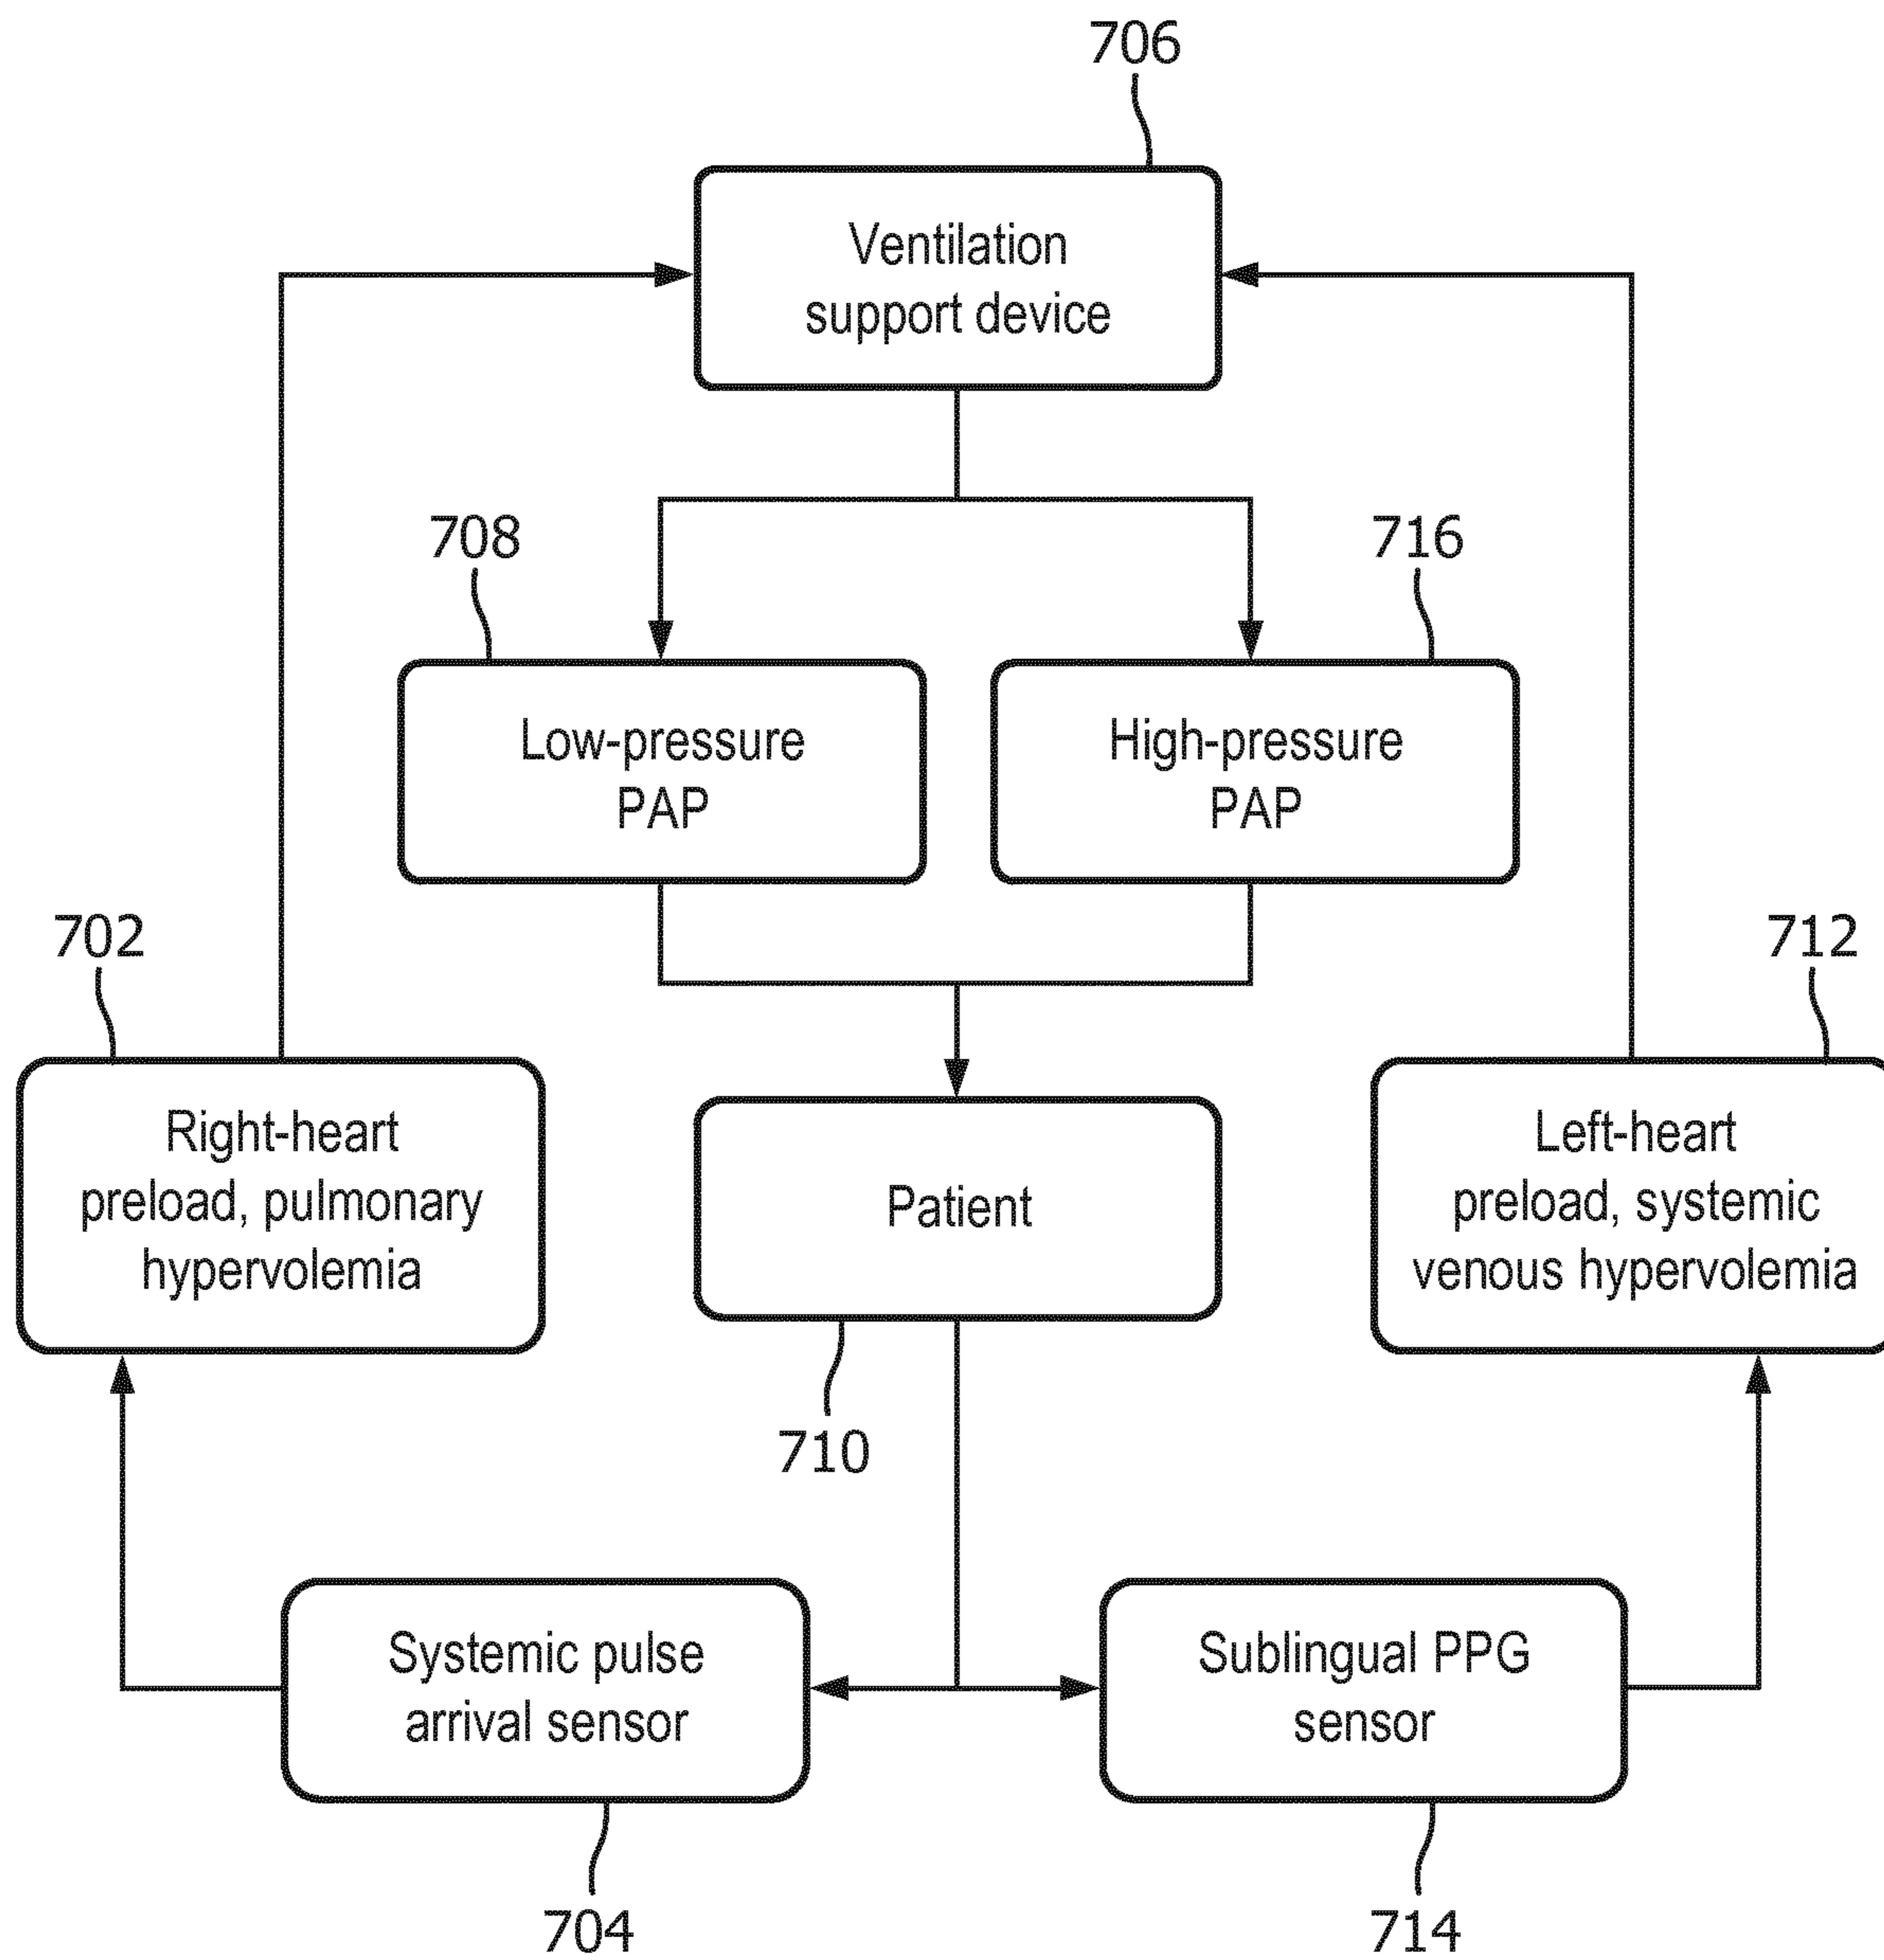 706
Ventilation
support device
708
716
Low-pressure
PAP
High-pressure
PAP
702
712
Right-heart
preload, pulmonary
hypervolemia
Patient
Left-heart
preload, systemic
venous hypervolemia
710
Systemic pulse
arrival sensor
Sublingual PPG
sensor
704
714